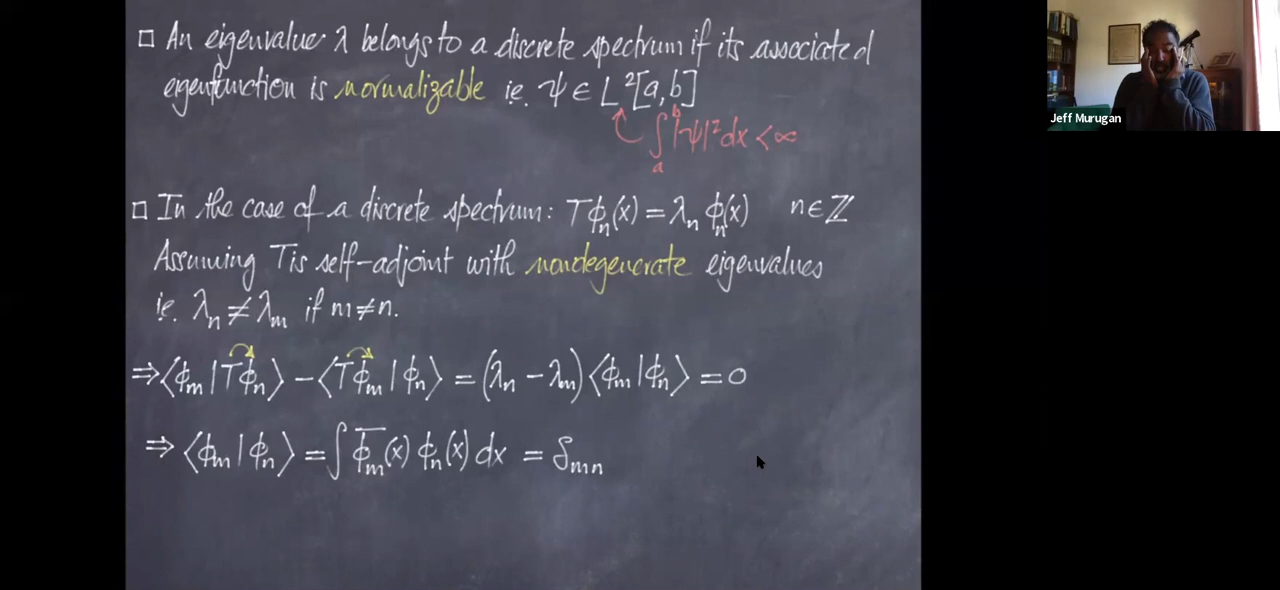 □ An eigenvalue λ belongs to a discrete spectrum if its associated
eigenfunction is normalizable i.e. ψ ∈ L²[a,b]
∫ₐᵇ |ψ|² dx < ∞
□ In the case of a discrete spectrum: Tϕₙ(x) = λₙ ϕₙ(x) n∈ℤ
Assuming T is self-adjoint with nondegenerate eigenvalues
i.e. λₙ ≠ λₘ if m≠n.
⇒ ⟨ϕₘ|Tϕₙ⟩ − ⟨Tϕₘ|ϕₙ⟩ = (λₙ − λₘ)⟨ϕₘ|ϕₙ⟩ = 0
⇒ ⟨ϕₘ|ϕₙ⟩ = ∫ ϕ̅ₘ(x) ϕₙ(x) dx = δₘₙ
Jeff Murugan